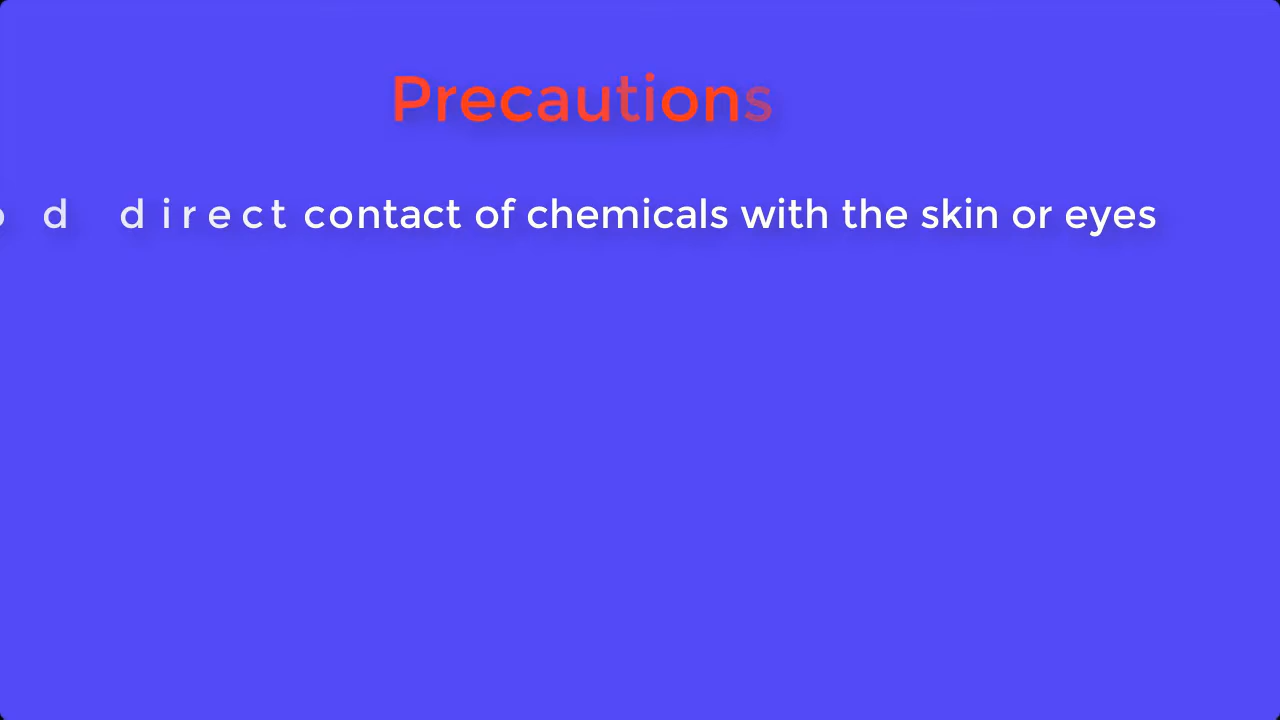 Precautions
d direct contact of chemicals with the skin or eyes